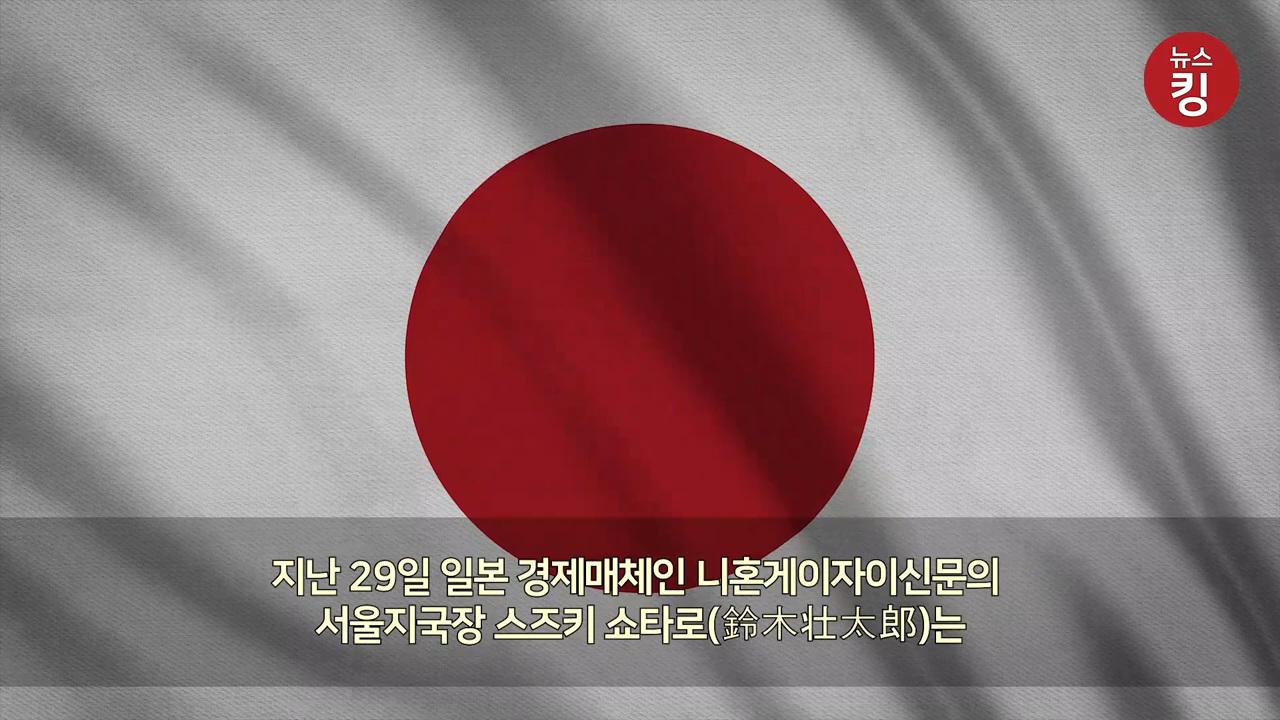 뉴스
킹
지난 29일 일본 경제매체인 니혼게이자이신문의
서울지국장 스즈키 쇼타로(鈴木壮太郎)는